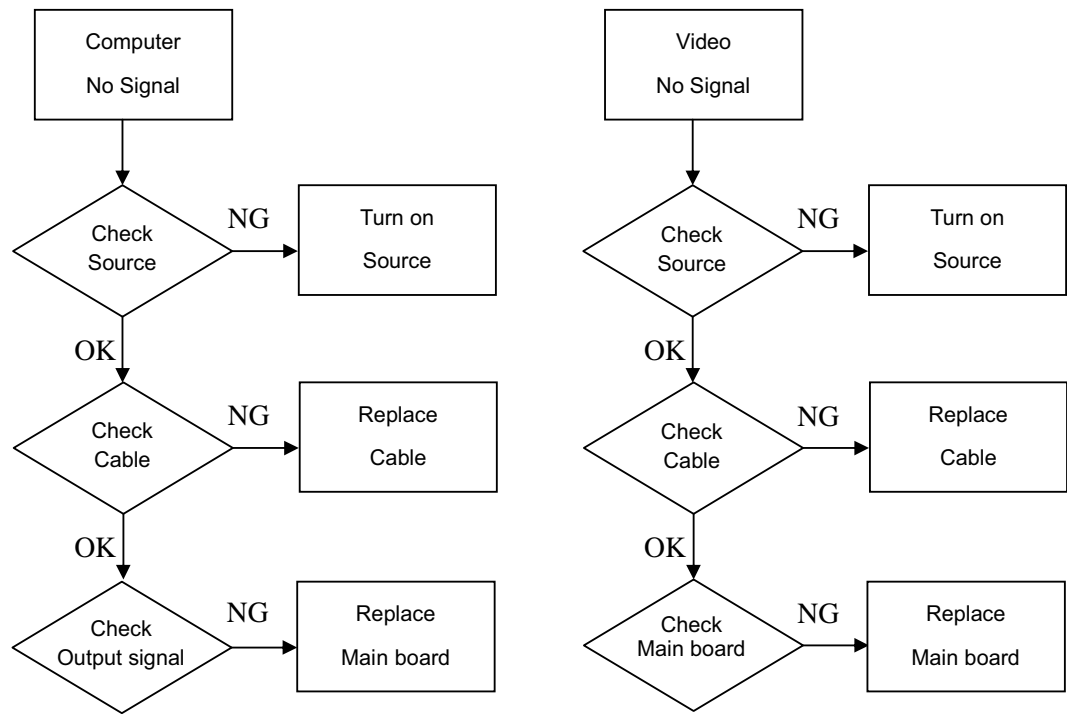 Computer
No Signal
Check
Source
NG
Turn on
Source
OK
Check
Cable
NG
Replace
Cable
OK
Check
Output signal
NG
Replace
Main board
Video
No Signal
Check
Source
NG
Turn on
Source
OK
Check
Cable
NG
Replace
Cable
OK
Check
Main board
NG
Replace
Main board